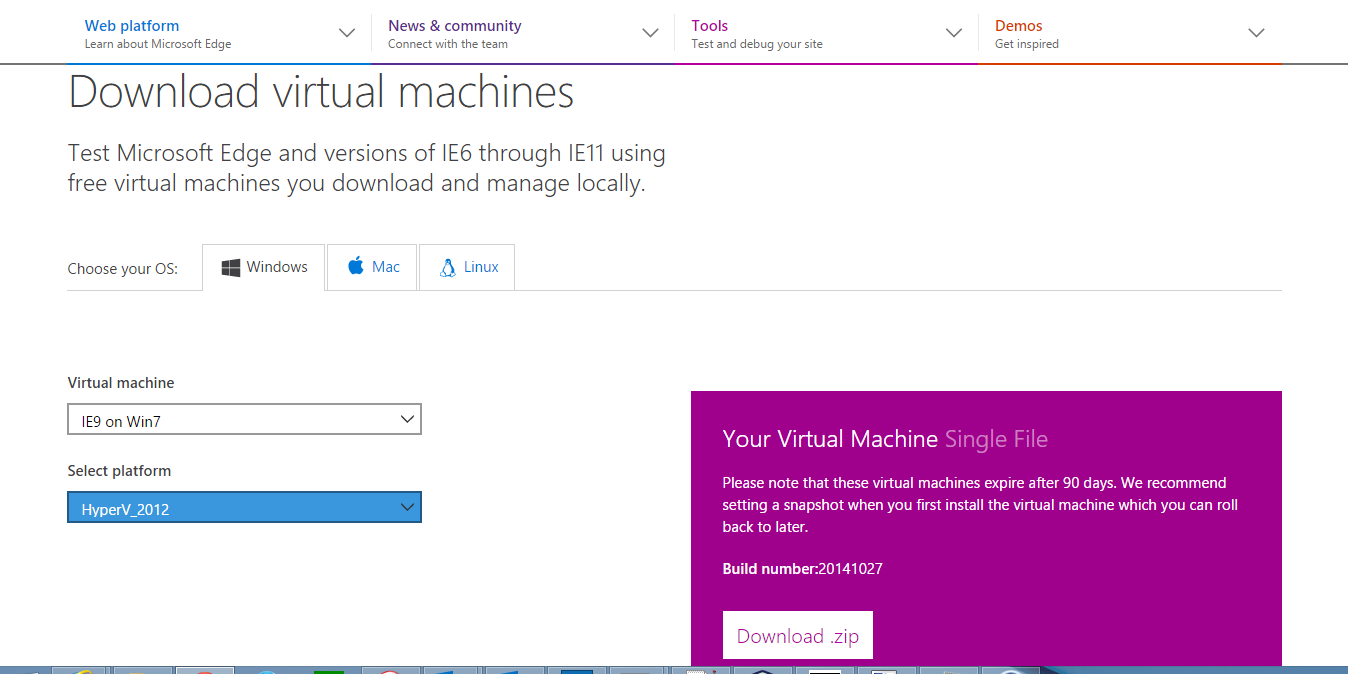 Web platform
Learn about Microsoft Edge
News & community
Connect with the team
Tools
Test and debug your site
Demos
Get inspired
Download virtual machines
Test Microsoft Edge and versions of IE6 through IE11 using
free virtual machines you download and manage locally.
Choose your OS:
Windows
Mac
Linux
Virtual machine
IE9 on Win7
Select platform
HyperV_2012
Your Virtual Machine Single File
Please note that these virtual machines expire after 90 days. We recommend
setting a snapshot when you first install the virtual machine which you can roll
back to later.
Build number:20141027
Download .zip